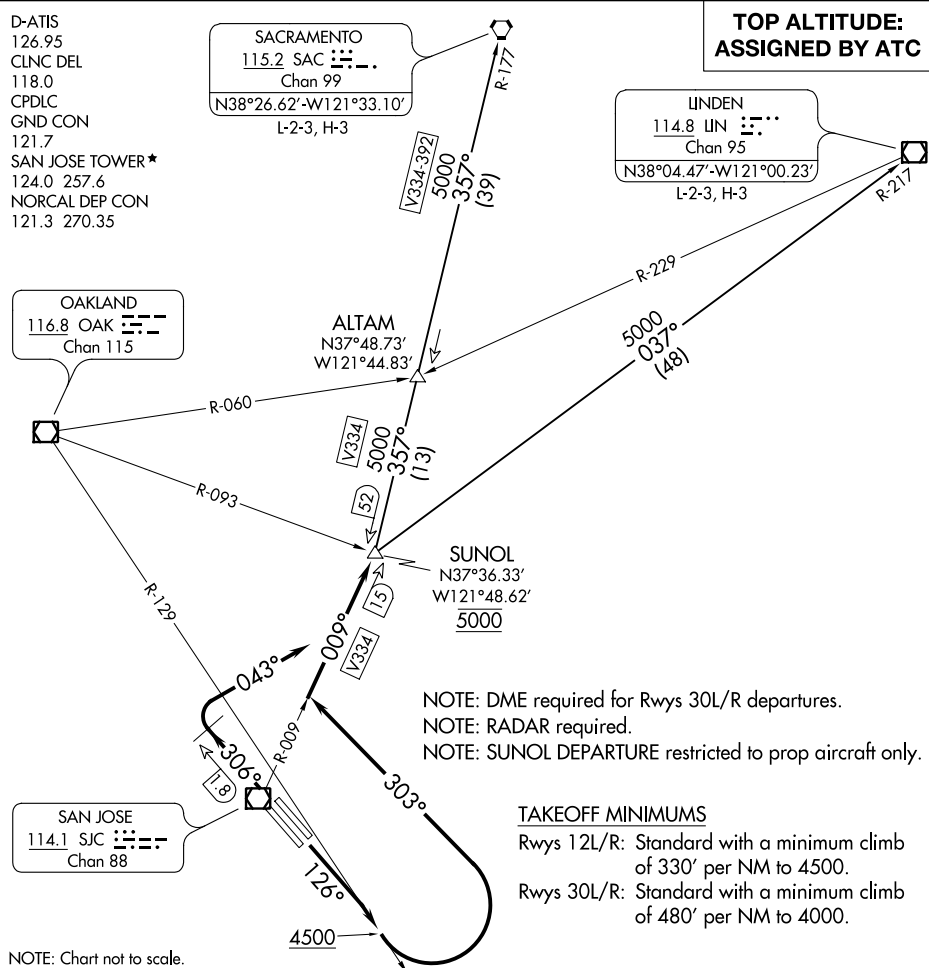 D-ATIS
126.95
CLNC DEL
118.0
CPDLC
GND CON
121.7
SAN JOSE TOWER★
124.0 257.6
NORCAL DEP CON
121.3 270.35
TOP ALTITUDE:
ASSIGNED BY ATC
SACRAMENTO
115.2 SAC
Chan 99
N38°26.62'-W121°33.10'
L-2-3, H-3
R-177
LINDEN
114.8 LIN
Chan 95
N38°04.47'-W121°00.23'
L-2-3, H-3
R-217
V334-392
5000
357°
(39)
R-229
OAKLAND
116.8 OAK
Chan 115
ALTAM
N37°48.73'
W121°44.83'
5000
037°
(48)
R-060
V334
5000
357°
(13)
R-093
52
SUNOL
N37°36.33'
W121°48.62'
5000
15
R-129
009°
V334
043°
R-009
306°
1.8
303°
NOTE: DME required for Rwys 30L/R departures.
NOTE: RADAR required.
NOTE: SUNOL DEPARTURE restricted to prop aircraft only.
SAN JOSE
114.1 SJC
Chan 88
126°
4500
TAKEOFF MINIMUMS
Rwys 12L/R: Standard with a minimum climb
of 330' per NM to 4500.
Rwys 30L/R: Standard with a minimum climb
of 480' per NM to 4000.
NOTE: Chart not to scale.